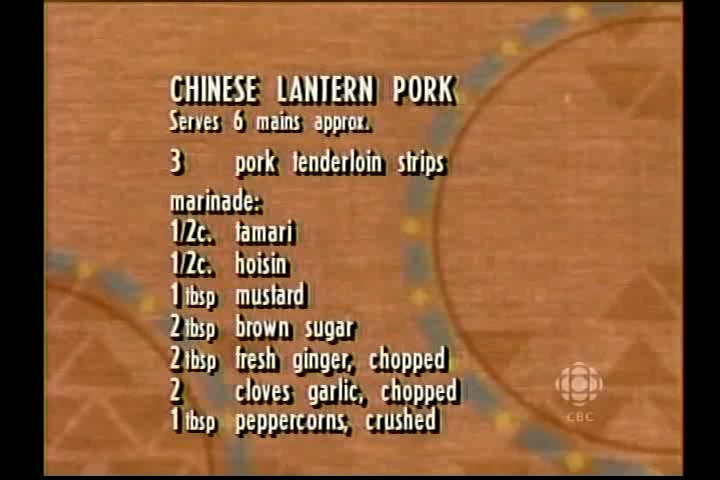 CHINESE LANTERN PORK
Serves 6 mains approx.
3 pork tenderloin strips
marinade:
1/2c. tamari
1/2c. hoisin
1 tbsp mustard
2 tbsp brown sugar
2 tbsp fresh ginger, chopped
2 cloves garlic, chopped
1 tbsp peppercorns, crushed
CBC